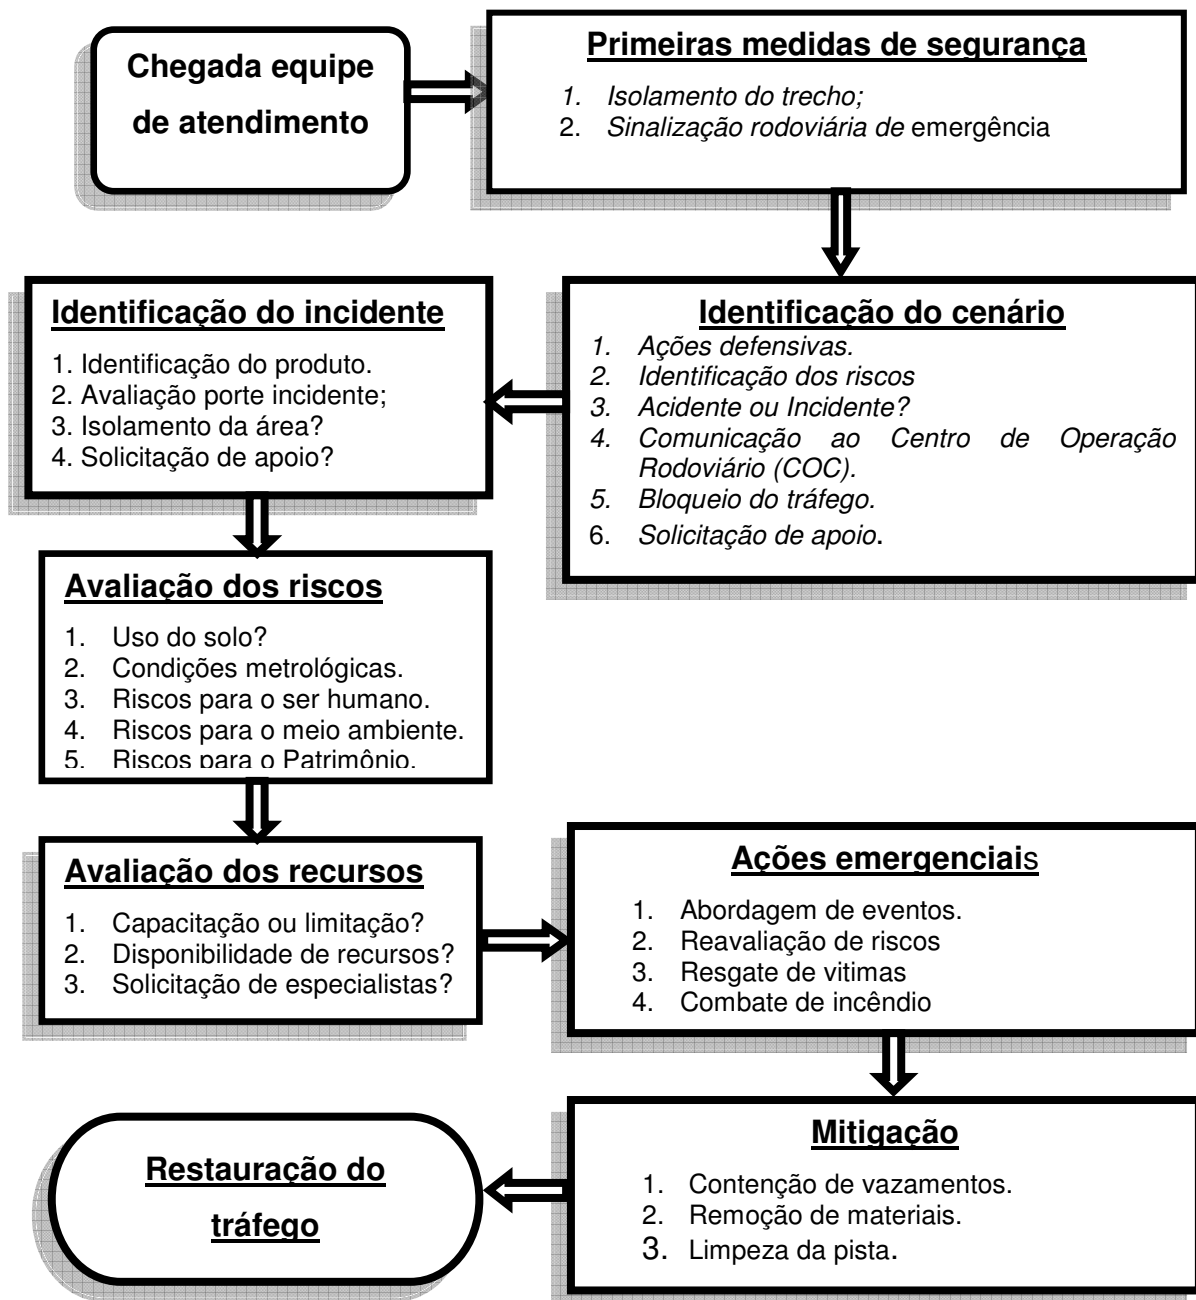 Chegada equipe
de atendimento
Primeiras medidas de segurança
1. Isolamento do trecho;
2. Sinalização rodoviária de emergência
Identificação do cenário
1. Ações defensivas.
2. Identificação dos riscos
3. Acidente ou Incidente?
4. Comunicação ao Centro de Operação
Rodoviário (COC).
5. Bloqueio do tráfego.
6. Solicitação de apoio.
Identificação do incidente
1. Identificação do produto.
2. Avaliação porte incidente;
3. Isolamento da área?
4. Solicitação de apoio?
Avaliação dos riscos
1. Uso do solo?
2. Condições metrológicas.
3. Riscos para o ser humano.
4. Riscos para o meio ambiente.
5. Riscos para o Patrimônio.
Avaliação dos recursos
1. Capacitação ou limitação?
2. Disponibilidade de recursos?
3. Solicitação de especialistas?
Ações emergenciais
1. Abordagem de eventos.
2. Reavaliação de riscos
3. Resgate de vitimas
4. Combate de incêndio
Mitigação
1. Contenção de vazamentos.
2. Remoção de materiais.
3. Limpeza da pista.
Restauração do
tráfego